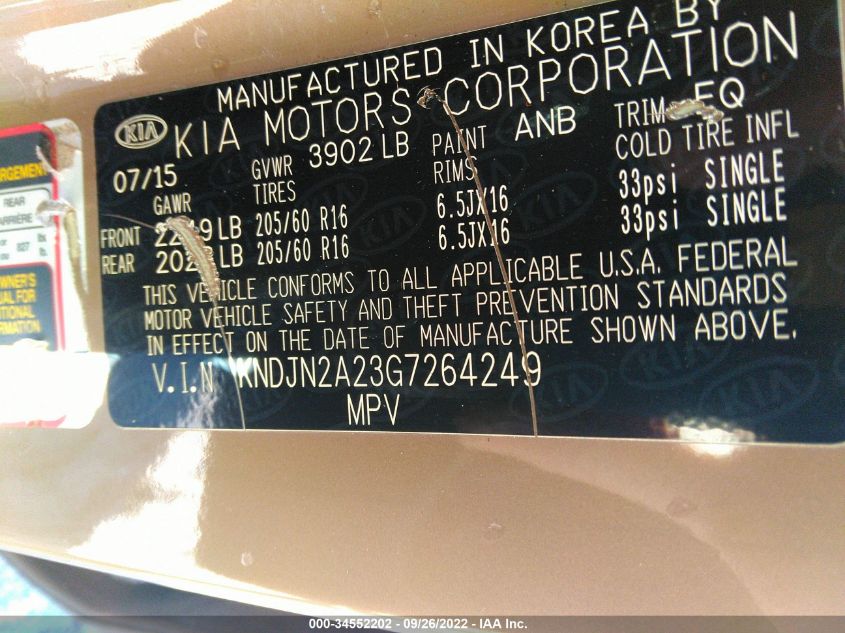 MANUFACTURED IN KOREA BY
KIA KIA MOTORS CORPORATION
07/15 GVWR 3902 LB PAINT ANB TRIM EQ
GAWR TIRES RIMS COLD TIRE INFL
FRONT LB 205/60 R16 6.5JX16 33psi SINGLE
REAR LB 205/60 R16 6.5JX16 33psi SINGLE
THIS VEHICLE CONFORMS TO ALL APPLICABLE U.S.A. FEDERAL
MOTOR VEHICLE SAFETY AND THEFT PREVENTION STANDARDS
IN EFFECT ON THE DATE OF MANUFACTURE SHOWN ABOVE.
V.I.N KNDJN2A23G7264249
MPV
REAR
000-34552202 - 09/26/2022 - IAA Inc.